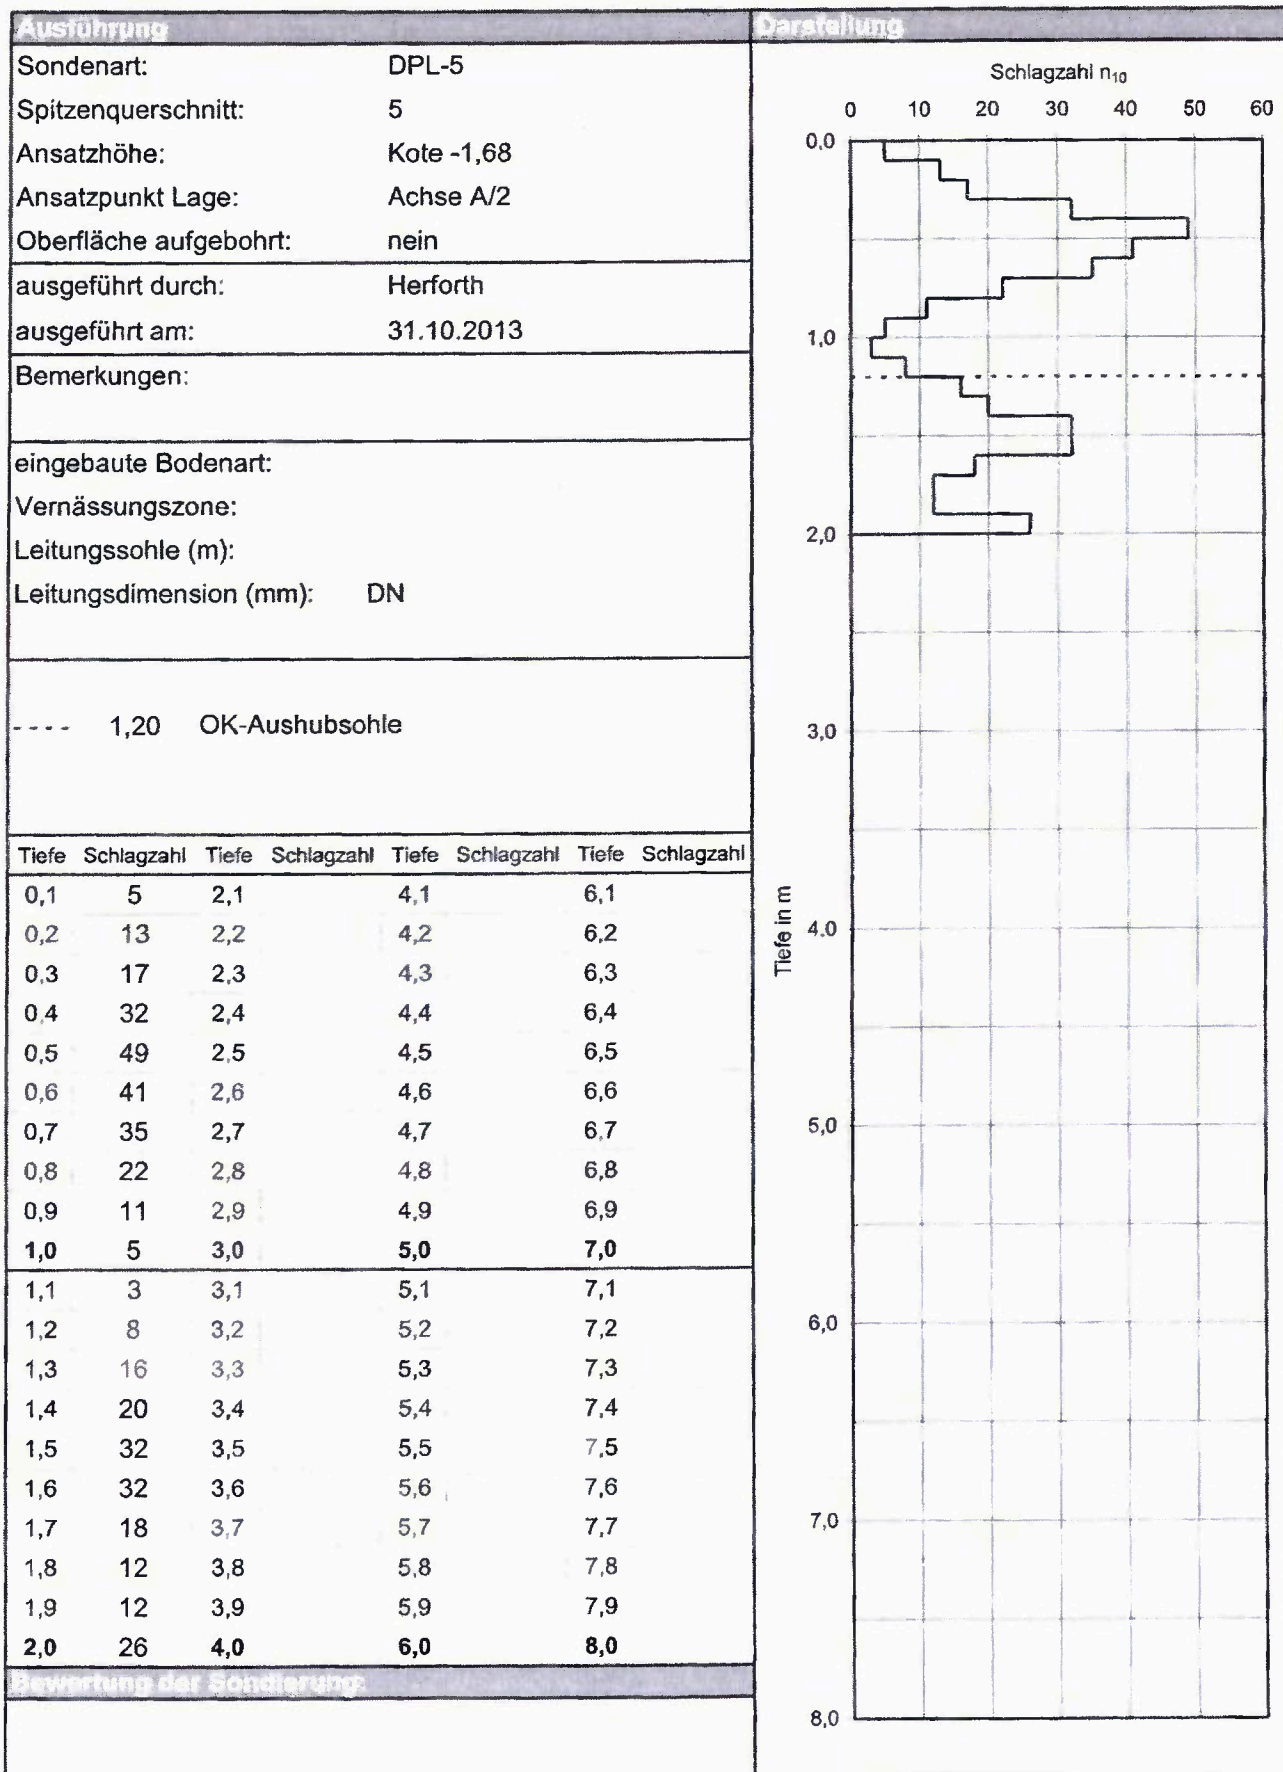 Ausführung
Sondenart: DPL-5
Spitzenquerschnitt: 5
Ansatzhöhe: Kote -1,68
Ansatzpunkt Lage: Achse A/2
Oberfläche aufgebohrt: nein
ausgeführt durch: Herforth
ausgeführt am: 31.10.2013
Bemerkungen:
eingebaute Bodenart:
Vernässungszone:
Leitungssohle (m):
Leitungsdimension (mm): DN
---- 1,20 OK-Aushubsohle
Tiefe Schlagzahl Tiefe Schlagzahl Tiefe Schlagzahl Tiefe Schlagzahl
0,1 5 2,1 4,1 6,1
0,2 13 2,2 4,2 6,2
0,3 17 2,3 4,3 6,3
0,4 32 2,4 4,4 6,4
0,5 49 2,5 4,5 6,5
0,6 41 2,6 4,6 6,6
0,7 35 2,7 4,7 6,7
0,8 22 2,8 4,8 6,8
0,9 11 2,9 4,9 6,9
1,0 5 3,0 5,0 7,0
1,1 3 3,1 5,1 7,1
1,2 8 3,2 5,2 7,2
1,3 16 3,3 5,3 7,3
1,4 20 3,4 5,4 7,4
1,5 32 3,5 5,5 7,5
1,6 32 3,6 5,6 7,6
1,7 18 3,7 5,7 7,7
1,8 12 3,8 5,8 7,8
1,9 12 3,9 5,9 7,9
2,0 26 4,0 6,0 8,0
Bewertung der Sondierung:
Darstellung
Schlagzahl n10
0 10 20 30 40 50 60
0,0
1,0
2,0
3,0
4,0
5,0
6,0
7,0
8,0
Tiefe in m